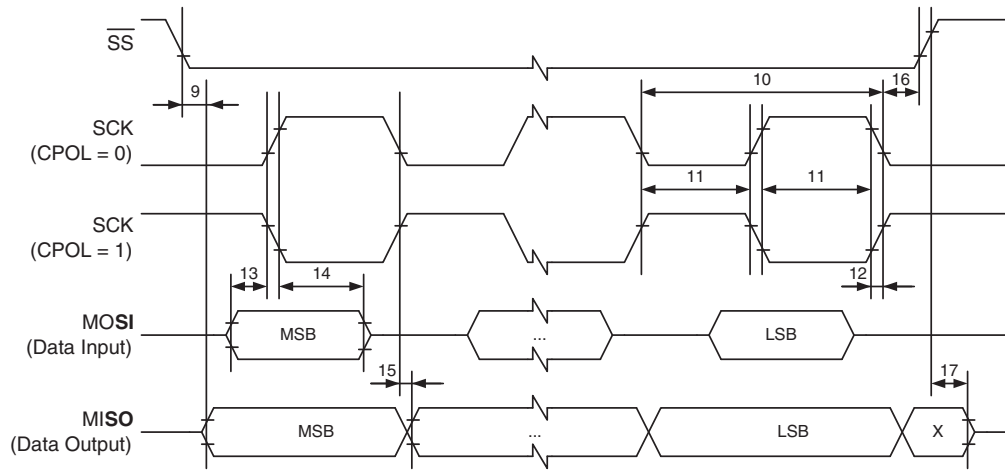 SS
9
10
16
SCK
(CPOL = 0)
11
11
SCK
(CPOL = 1)
13
14
12
MOSI
(Data Input)
MSB
...
LSB
15
17
MISO
(Data Output)
MSB
...
LSB
X